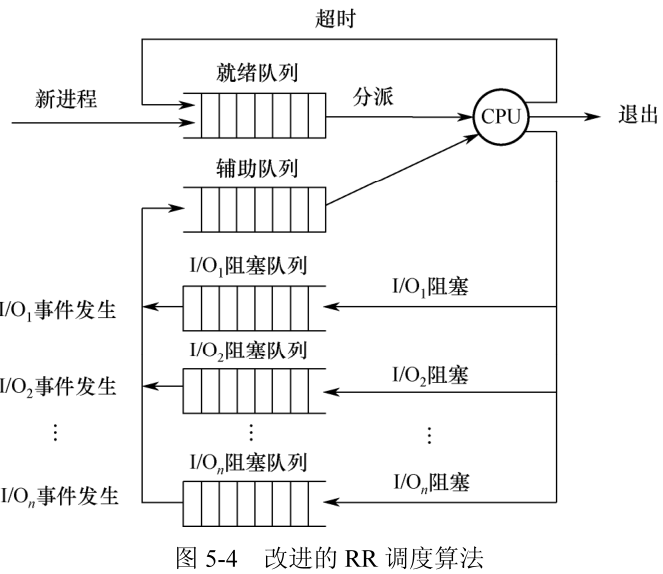 超时
就绪队列
新进程
分派
CPU
退出
辅助队列
I/O₁阻塞队列
I/O₁阻塞
I/O₁事件发生
I/O₂阻塞队列
I/O₂阻塞
I/O₂事件发生
⋮
⋮
⋮
I/Oₙ阻塞队列
I/Oₙ阻塞
I/Oₙ事件发生
图 5-4 改进的 RR 调度算法